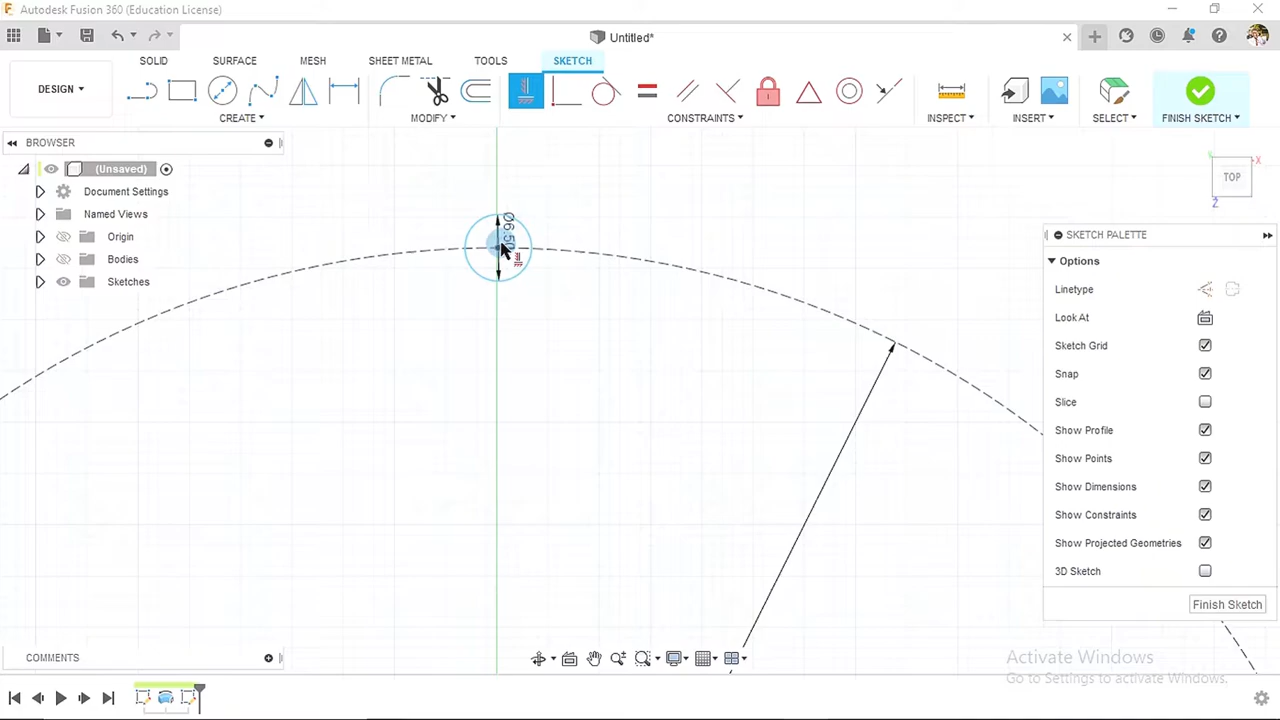 Autodesk Fusion 360 (Education License)
Untitled*
SOLID SURFACE MESH SHEET METAL TOOLS SKETCH
DESIGN
CREATE MODIFY CONSTRAINTS INSPECT INSERT SELECT FINISH SKETCH
BROWSER
(Unsaved)
Document Settings
Named Views
Origin
Bodies
Sketches
Ø6.50
TOP
X
Y
Z
SKETCH PALETTE
Options
Linetype
Look At
Sketch Grid
Snap
Slice
Show Profile
Show Points
Show Dimensions
Show Constraints
Show Projected Geometries
3D Sketch
Finish Sketch
COMMENTS
Activate Windows
Go to Settings to activate Windows.